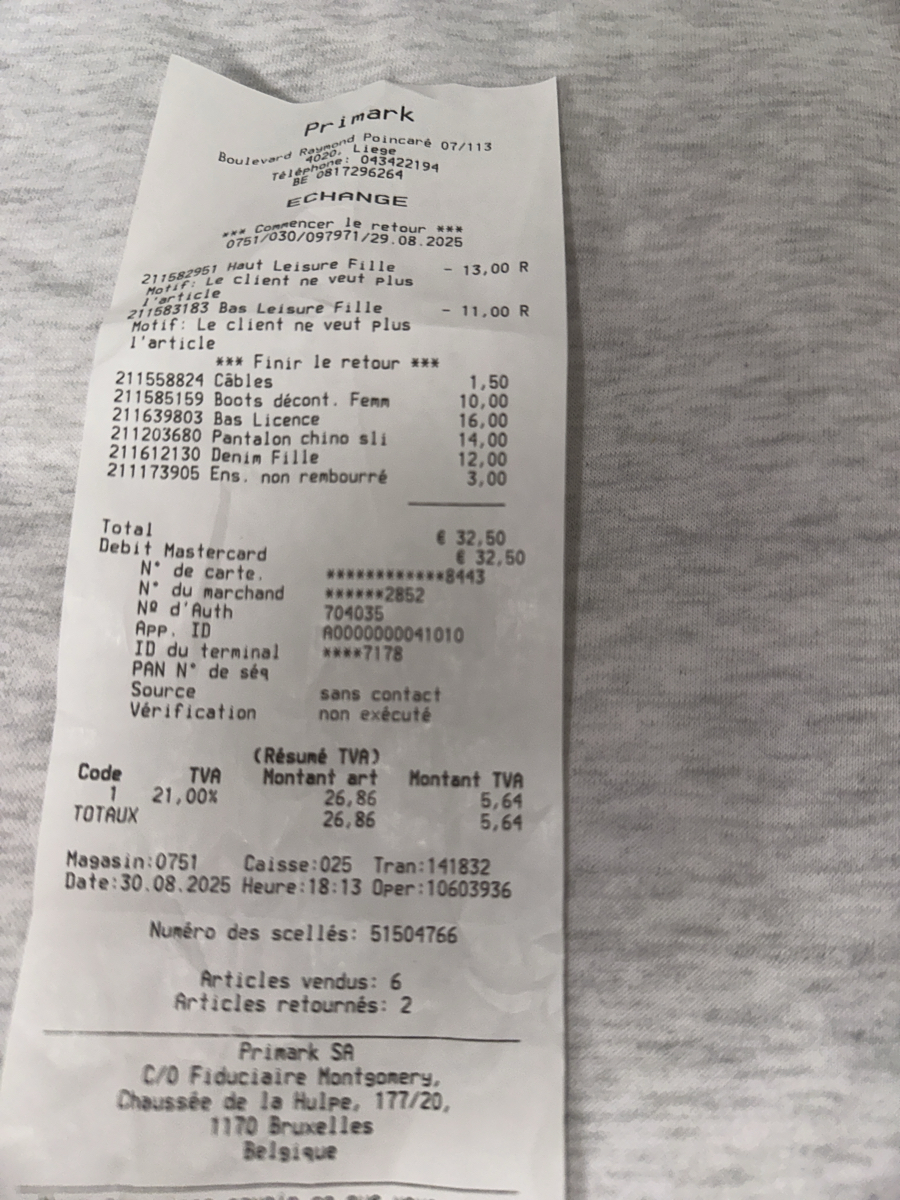 Primark
Boulevard Raymond Poincaré 07/113
4020, Liege
Téléphone: 043422194
BE 0817296264
ECHANGE
*** Commencer le retour ***
0751/030/097971/29.08.2025
211582951 Haut Leisure Fille - 13,00 R
Motif: Le client ne veut plus
l'article
211583183 Bas Leisure Fille - 11,00 R
Motif: Le client ne veut plus
l'article
*** Finir le retour ***
211558824 Câbles 1,50
211585159 Boots décont. Femm 10,00
211639803 Bas Licence 16,00
211203680 Pantalon chino sli 14,00
211612130 Denim Fille 12,00
211173905 Ens. non rembourré 3,00
Total € 32,50
Debit Mastercard € 32,50
N° de carte. ************8443
N° du marchand ******2852
Nº d'Auth 704035
App. ID A0000000041010
ID du terminal ****7178
PAN N° de séq
Source sans contact
Vérification non exécuté
(Résumé TVA)
Code TVA Montant art Montant TVA
1 21,00% 26,86 5,64
TOTAUX 26,86 5,64
Magasin:0751 Caisse:025 Tran:141832
Date:30.08.2025 Heure:18:13 Oper:10603936
Numéro des scellés: 51504766
Articles vendus: 6
Articles retournés: 2
Primark SA
C/O Fiduciaire Montgomery,
Chaussée de la Hulpe, 177/20,
1170 Bruxelles
Belgique